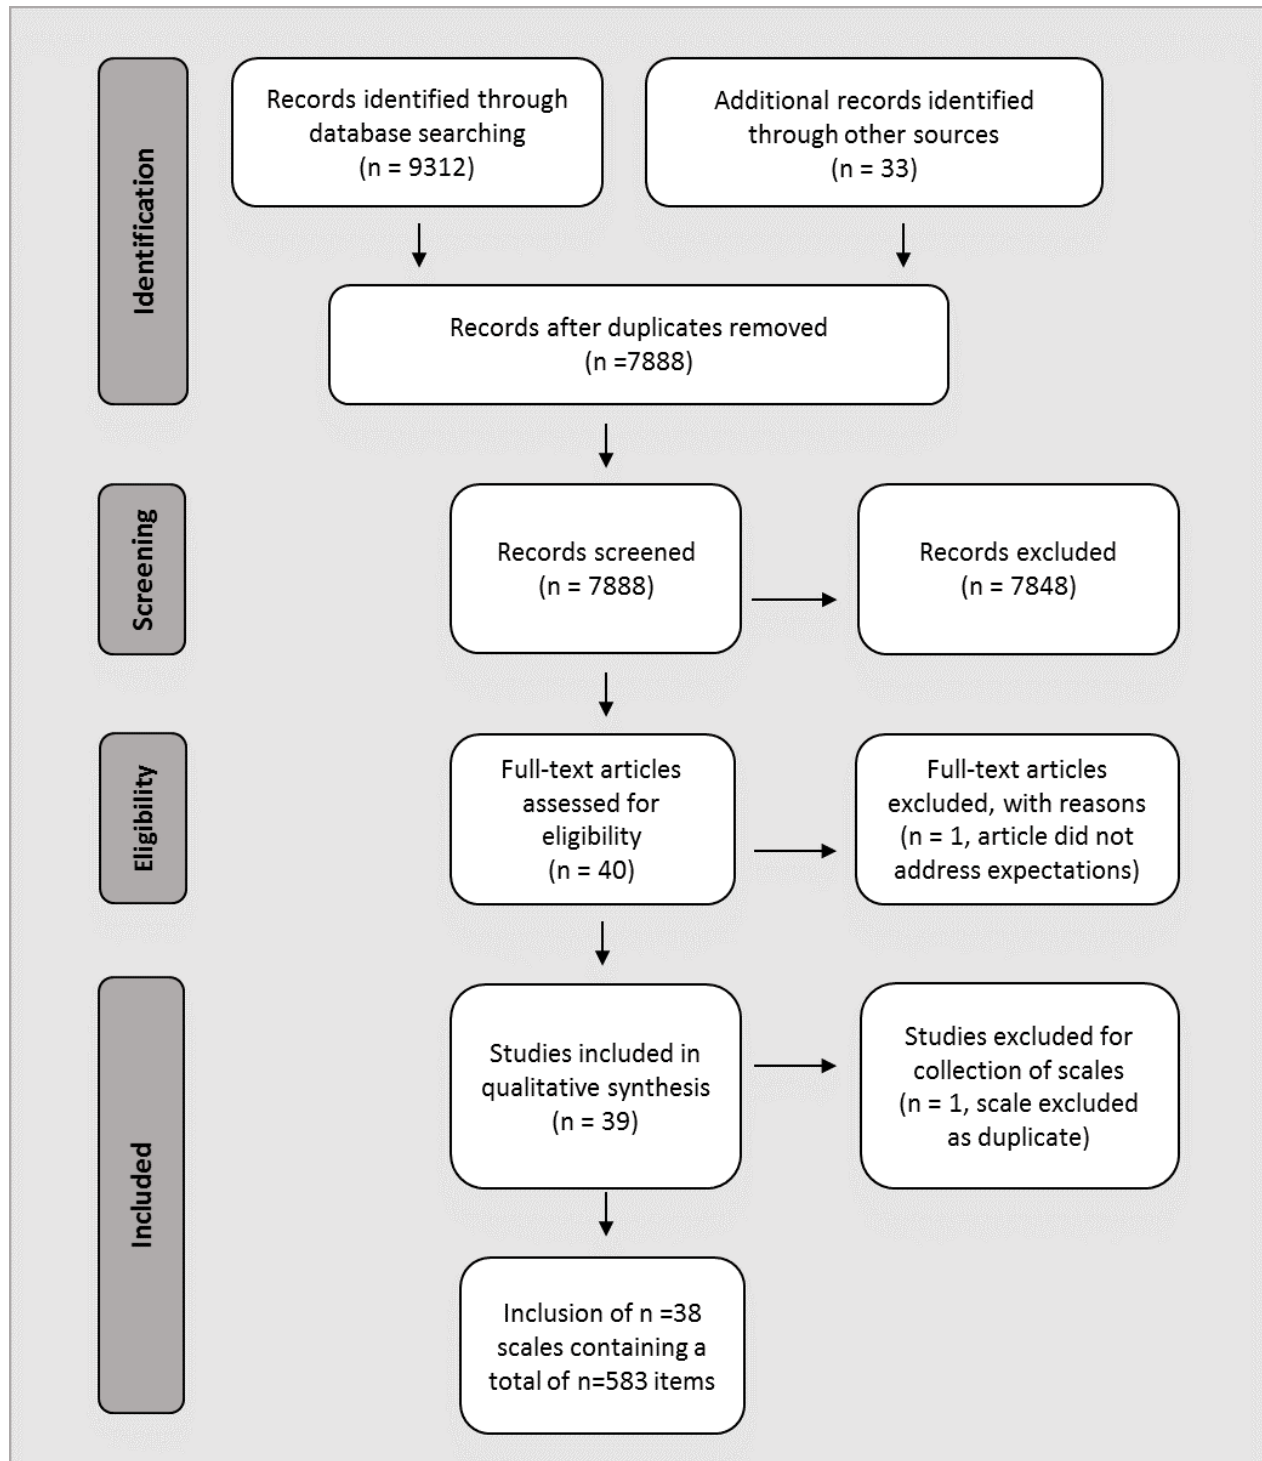 Identification
Records identified through
database searching
(n = 9312)
Additional records identified
through other sources
(n = 33)
Records after duplicates removed
(n =7888)
Screening
Records screened
(n = 7888)
Records excluded
(n = 7848)
Eligibility
Full-text articles
assessed for
eligibility
(n = 40)
Full-text articles
excluded, with reasons
(n = 1, article did not
address expectations)
Included
Studies included in
qualitative synthesis
(n = 39)
Studies excluded for
collection of scales
(n = 1, scale excluded
as duplicate)
Inclusion of n =38
scales containing a
total of n=583 items